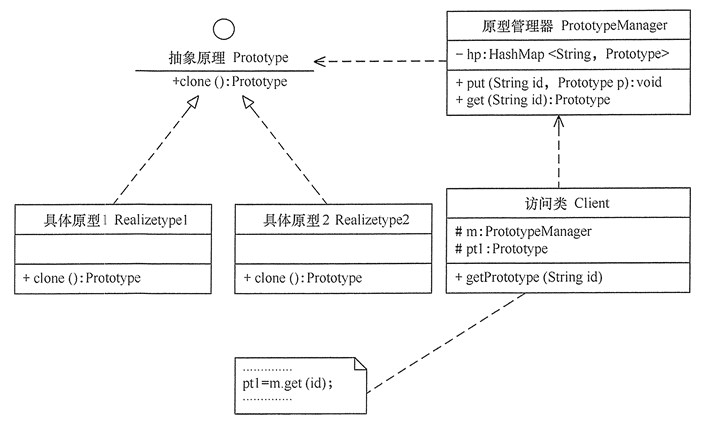 抽象原理 Prototype
+clone ():Prototype
原型管理器 PrototypeManager
- hp:HashMap <String, Prototype>
+ put (String id, Prototype p):void
+ get (String id):Prototype
具体原型1 Realizetype1
+ clone ():Prototype
具体原型2 Realizetype2
+ clone ():Prototype
访问类 Client
# m:PrototypeManager
# pt1:Prototype
+ getPrototype (String id)
..............
pt1=m.get (id);
..............